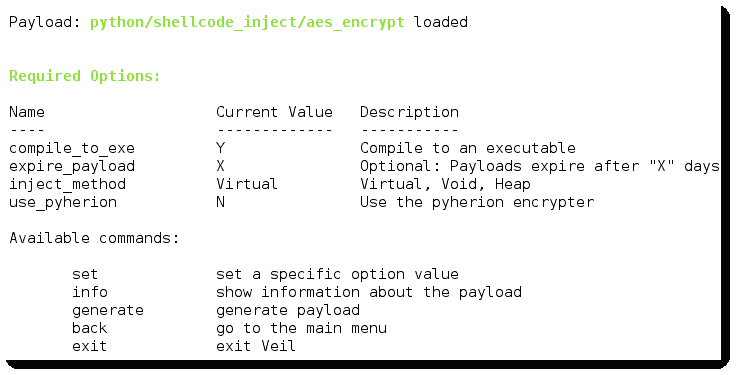 Payload: python/shellcode_inject/aes_encrypt loaded
Required Options:
Name Current Value Description
---- ------------- -----------
compile_to_exe Y Compile to an executable
expire_payload X Optional: Payloads expire after "X" days
inject_method Virtual Virtual, Void, Heap
use_pyherion N Use the pyherion encrypter
Available commands:
set set a specific option value
info show information about the payload
generate generate payload
back go to the main menu
exit exit Veil